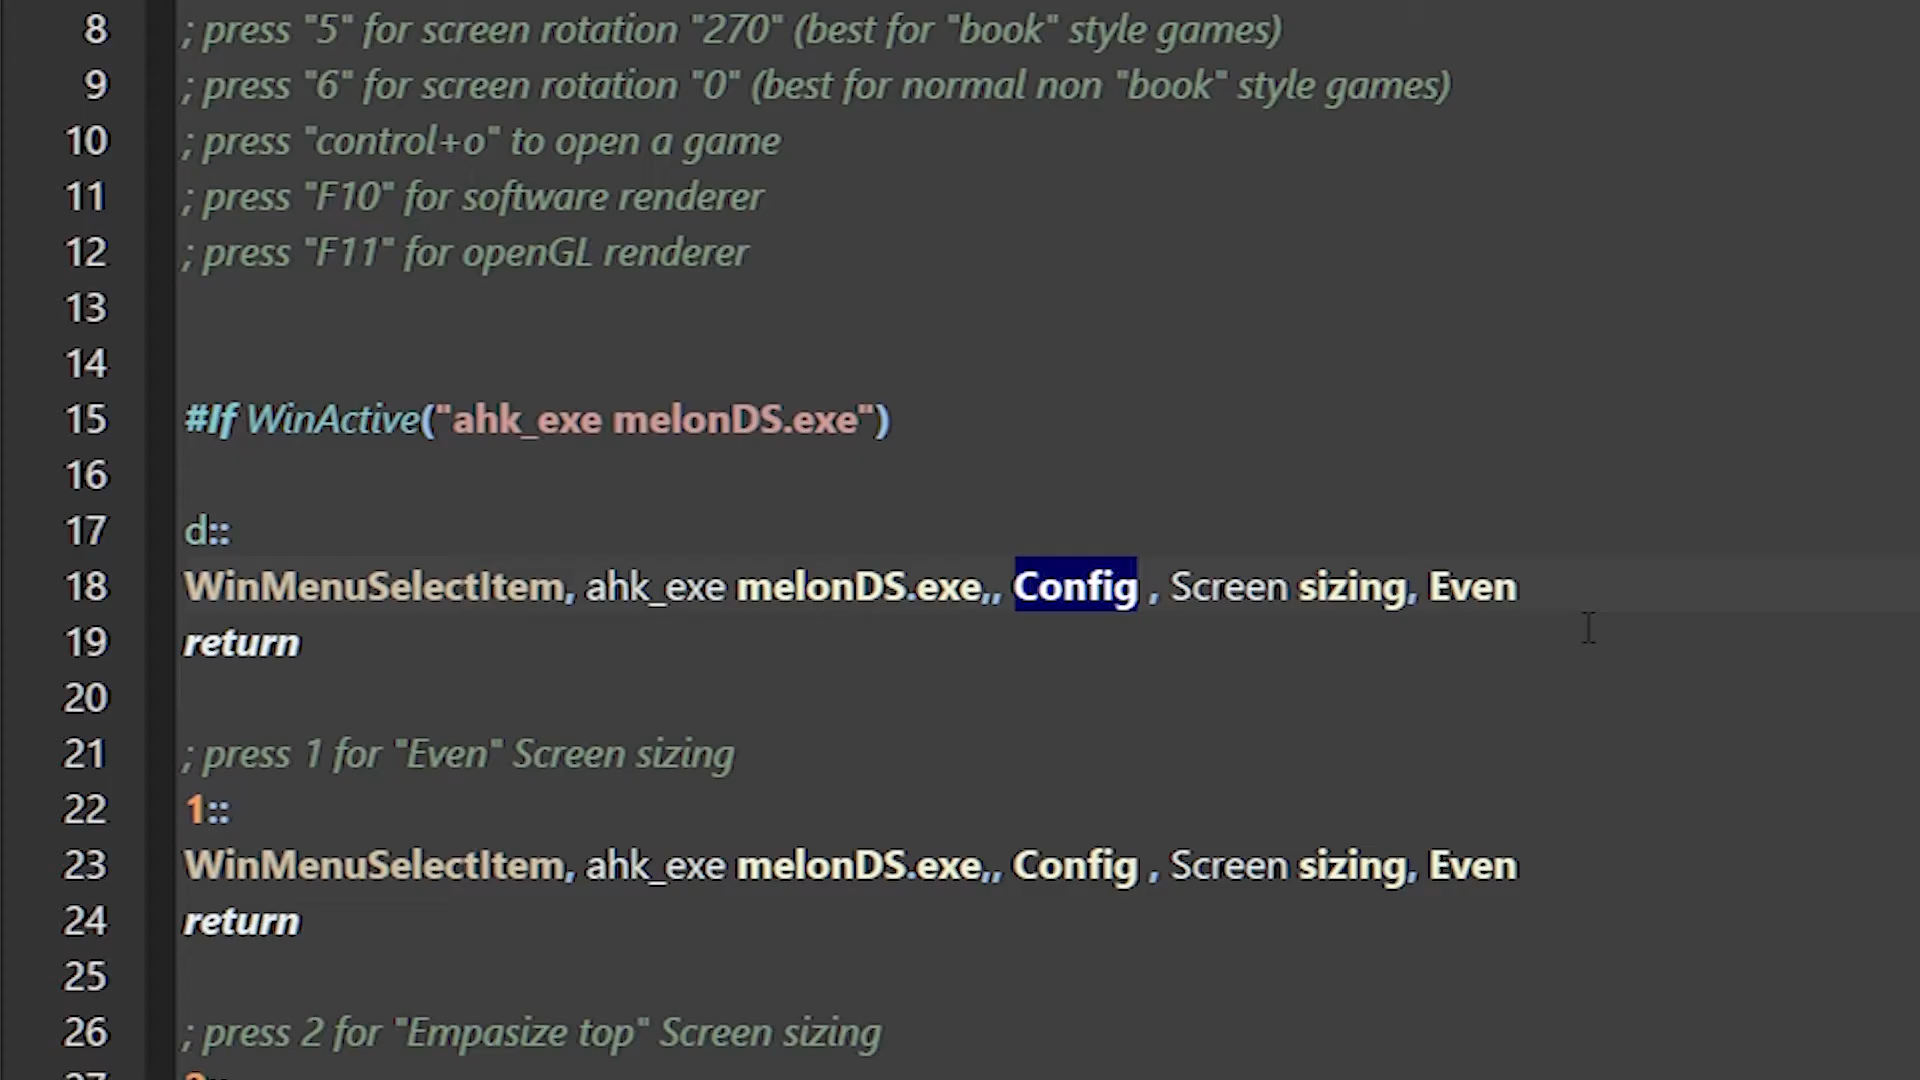 8 ; press "5" for screen rotation "270" (best for "book" style games)
9 ; press "6" for screen rotation "0" (best for normal non "book" style games)
10 ; press "control+o" to open a game
11 ; press "F10" for software renderer
12 ; press "F11" for openGL renderer
13
14
15 #If WinActive("ahk_exe melonDS.exe")
16
17 d::
18 WinMenuSelectItem, ahk_exe melonDS.exe,, Config , Screen sizing, Even
19 return
20
21 ; press 1 for "Even" Screen sizing
22 1::
23 WinMenuSelectItem, ahk_exe melonDS.exe,, Config , Screen sizing, Even
24 return
25
26 ; press 2 for "Empasize top" Screen sizing